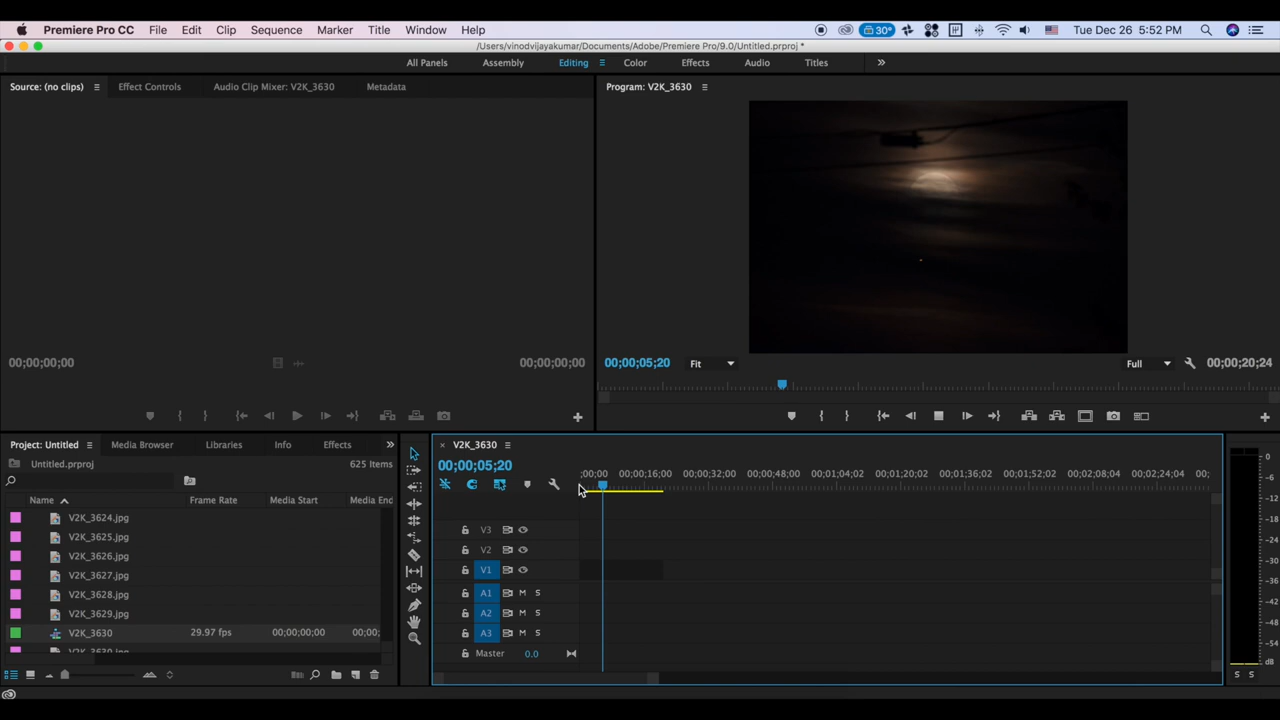 Premiere Pro CC File Edit Clip Sequence Marker Title Window Help 30° Tue Dec 26 5:52 PM
/Users/vinodvijayakumar/Documents/Adobe/Premiere Pro/9.0/Untitled.prproj *
All Panels Assembly Editing Color Effects Audio Titles
Source: (no clips) Effect Controls Audio Clip Mixer: V2K_3630 Metadata
Program: V2K_3630
00;00;00;00 00;00;00;00
00;00;05;20 Fit Full 00;00;20;24
Project: Untitled Media Browser Libraries Info Effects
Untitled.prproj 625 Items
Name Frame Rate Media Start Media End
V2K_3624.jpg
V2K_3625.jpg
V2K_3626.jpg
V2K_3627.jpg
V2K_3628.jpg
V2K_3629.jpg
V2K_3630 29.97 fps 00;00;00;00 00;00;
V2K_3630.jpg
V2K_3630
00;00;05;20
;00;00 00;00;16;00 00;00;32;00 00;00;48;00 00;01;04;02 00;01;20;02 00;01;36;02 00;01;52;02 00;02;08;04 00;02;24;04 00;
V3
V2
V1
A1 M S
A2 M S
A3 M S
Master 0.0
0
-6
-12
-18
-24
-30
-36
-42
-48
-54
dB
S S